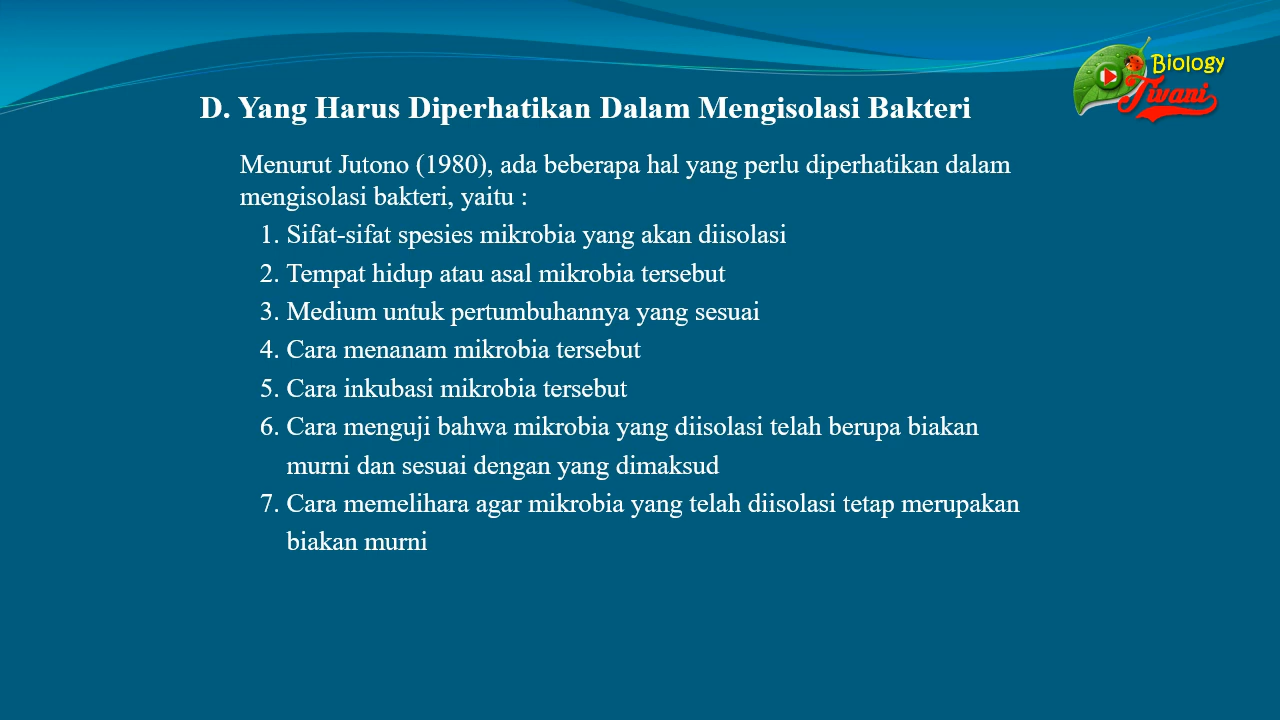 Biology
Tivani
D. Yang Harus Diperhatikan Dalam Mengisolasi Bakteri
Menurut Jutono (1980), ada beberapa hal yang perlu diperhatikan dalam
mengisolasi bakteri, yaitu :
1. Sifat-sifat spesies mikrobia yang akan diisolasi
2. Tempat hidup atau asal mikrobia tersebut
3. Medium untuk pertumbuhannya yang sesuai
4. Cara menanam mikrobia tersebut
5. Cara inkubasi mikrobia tersebut
6. Cara menguji bahwa mikrobia yang diisolasi telah berupa biakan
murni dan sesuai dengan yang dimaksud
7. Cara memelihara agar mikrobia yang telah diisolasi tetap merupakan
biakan murni